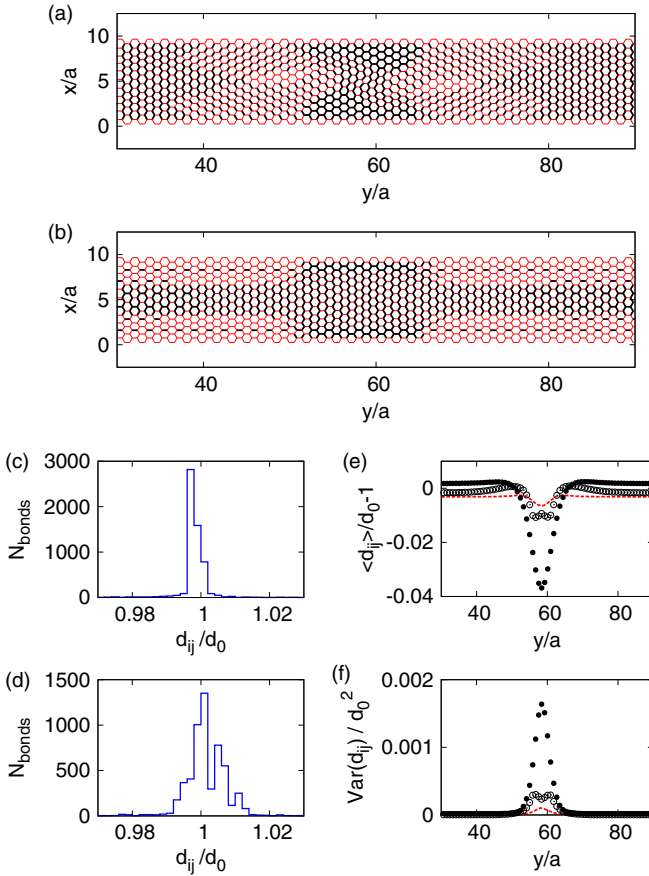 (a)
x/a
10
5
0
40
60
80
y/a
(b)
x/a
10
5
0
40
60
80
y/a
(c)
N_bonds
3000
2000
1000
0
0.98
1
1.02
d_ij/d_0
(e)
<d_ij>/d_0-1
0
-0.02
-0.04
40
60
80
y/a
(d)
N_bonds
1500
1000
500
0
0.98
1
1.02
d_ij/d_0
(f)
Var(d_ij) / d_0^2
0.002
0.001
0
40
60
80
y/a